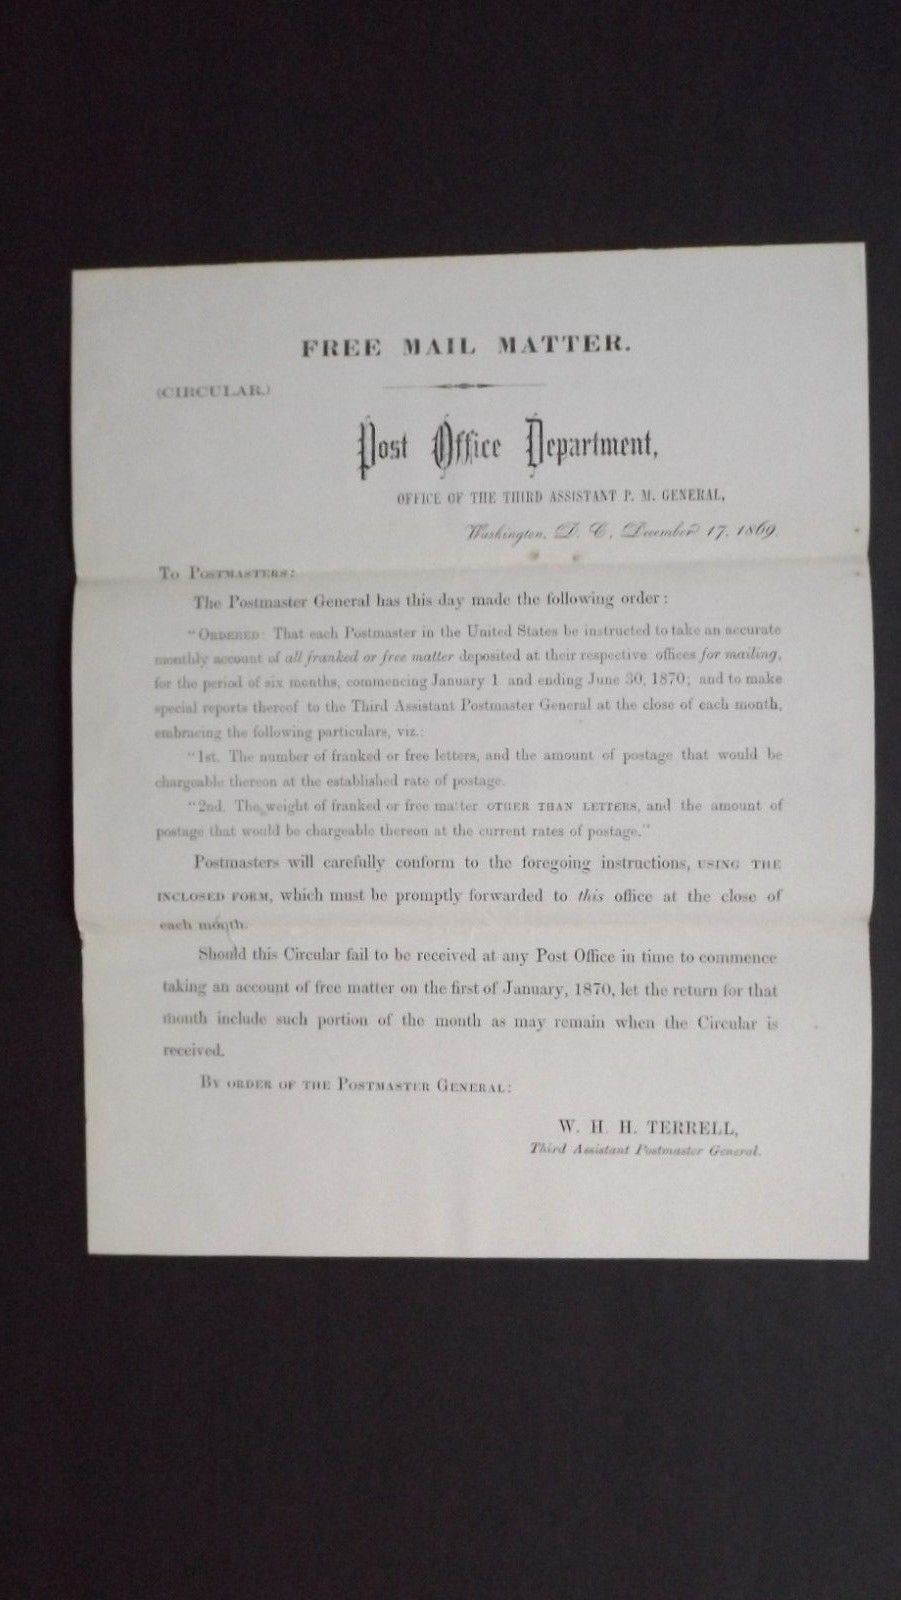 FREE MAIL MATTER.
(CIRCULAR.)
Post Office Department,
OFFICE OF THE THIRD ASSISTANT P. M. GENERAL,
Washington, D. C., December 17, 1869.
To Postmasters:
The Postmaster General has this day made the following order:
"Ordered: That each Postmaster in the United States be instructed to take an accurate
monthly account of all franked or free matter deposited at their respective offices for mailing,
for the period of six months, commencing January 1 and ending June 30, 1870; and to make
special reports thereof to the Third Assistant Postmaster General at the close of each month,
embracing the following particulars, viz.:
"1st. The number of franked or free letters, and the amount of postage that would be
chargeable thereon at the established rate of postage.
"2nd. The weight of franked or free matter OTHER THAN LETTERS, and the amount of
postage that would be chargeable thereon at the current rates of postage."
Postmasters will carefully conform to the foregoing instructions, USING THE
INCLOSED FORM, which must be promptly forwarded to this office at the close of
each month.
Should this Circular fail to be received at any Post Office in time to commence
taking an account of free matter on the first of January, 1870, let the return for that
month include such portion of the month as may remain when the Circular is
received.
By order of the Postmaster General:
W. H. H. TERRELL,
Third Assistant Postmaster General.